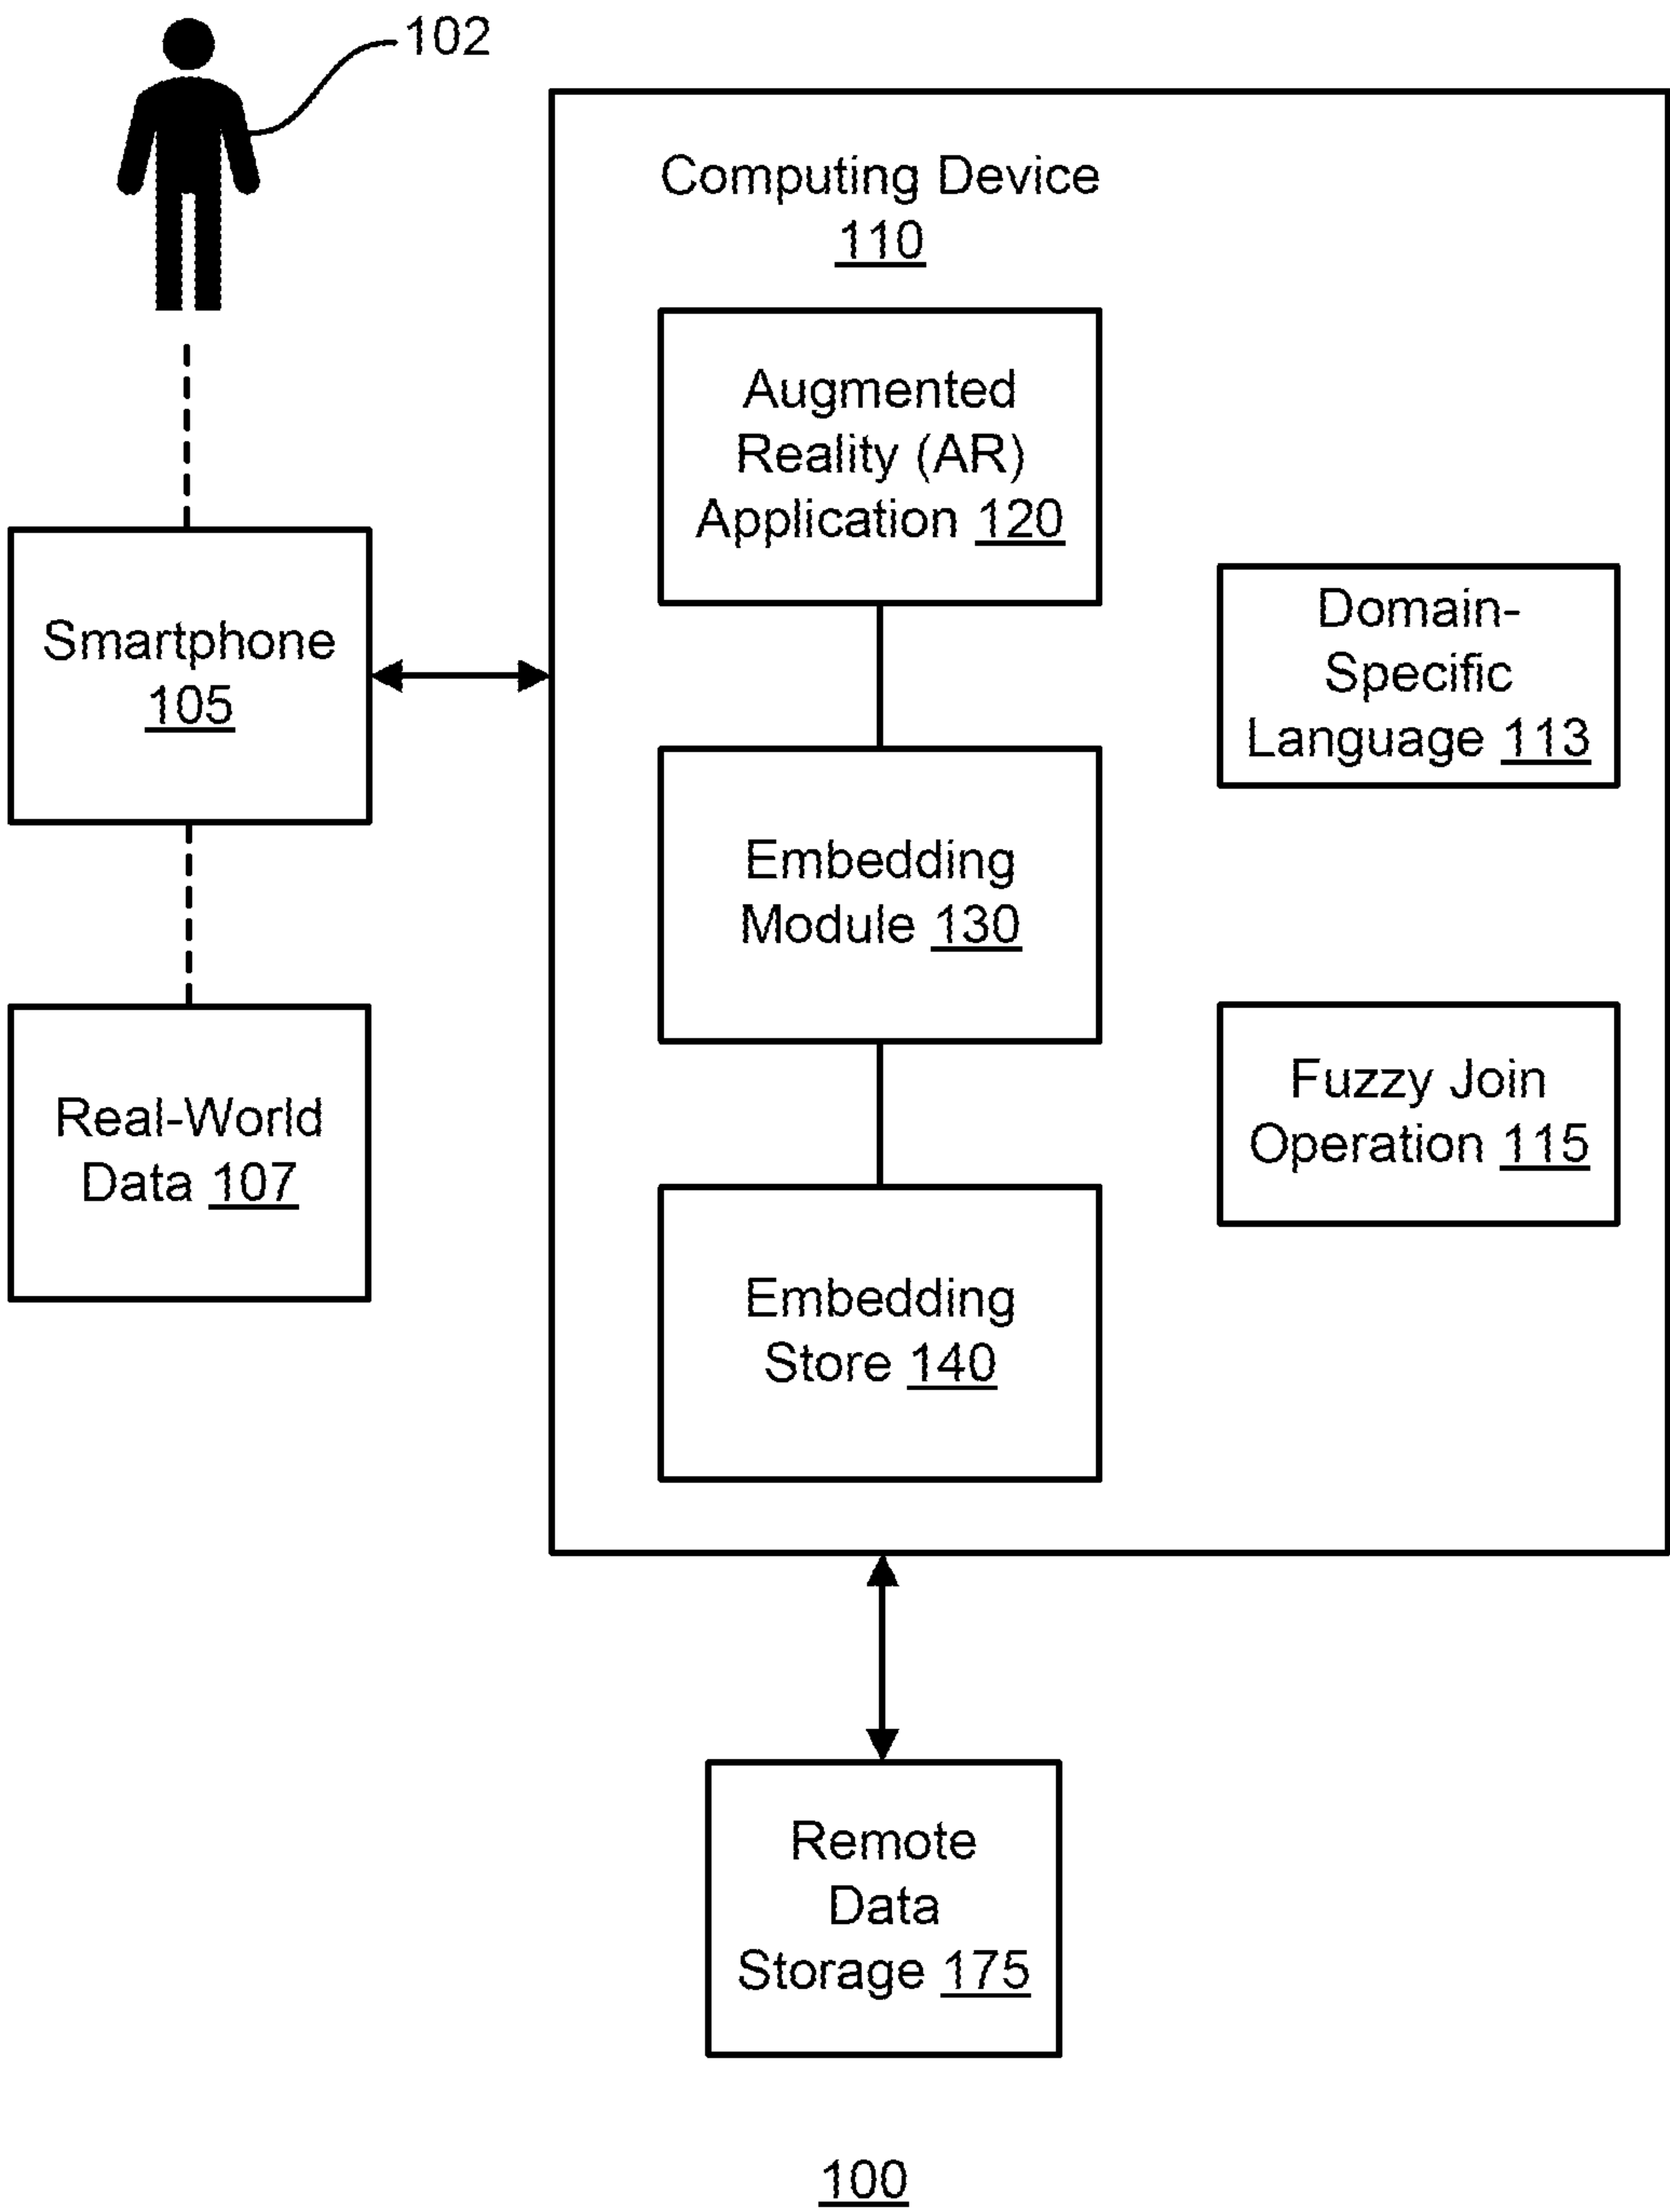 102
Computing Device
110
Augmented
Reality (AR)
Application 120
Smartphone
105
Domain-
Specific
Language 113
Embedding
Module 130
Real-World
Data 107
Fuzzy Join
Operation 115
Embedding
Store 140
Remote
Data
Storage 175
100